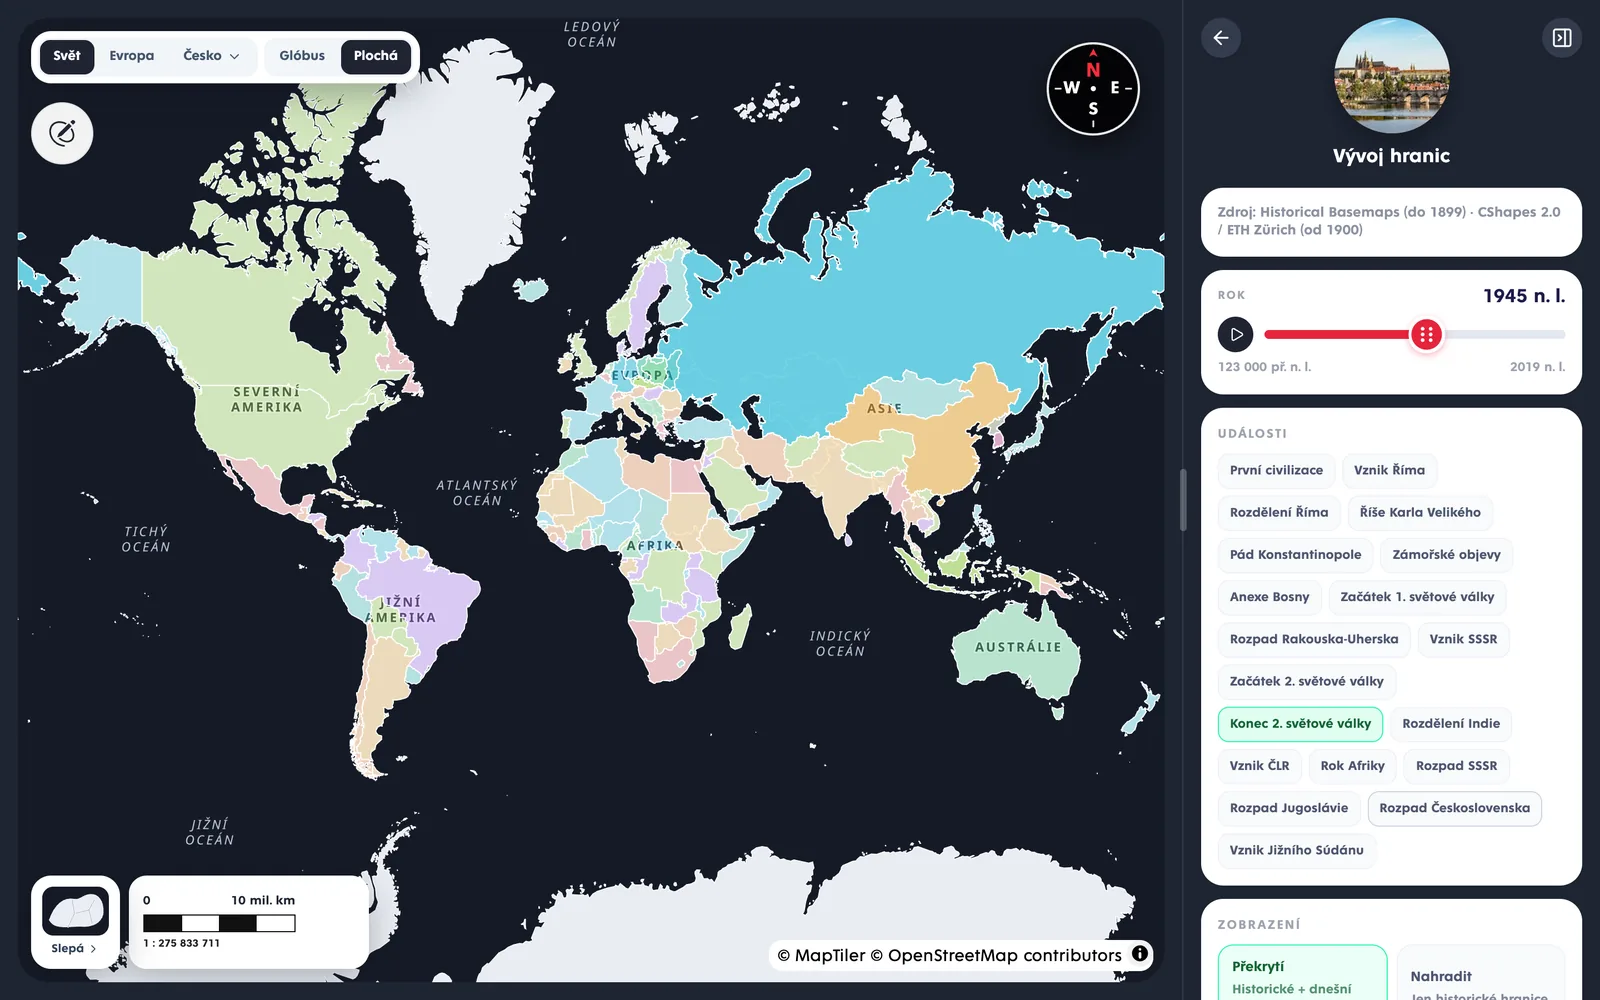 Svět
Evropa
Česko
Glóbus
Plochá
LEDOVÝ
OCEÁN
N
W
E
S
SEVERNÍ
AMERIKA
EVROPA
ASIE
ATLANTSKÝ
OCEÁN
TICHÝ
OCEÁN
AFRIKA
JIŽNÍ
AMERIKA
INDICKÝ
OCEÁN
AUSTRÁLIE
JIŽNÍ
OCEÁN
Slepá
0
10 mil. km
1 : 275 833 711
© MapTiler © OpenStreetMap contributors
Vývoj hranic
Zdroj: Historical Basemaps (do 1899) · CShapes 2.0
/ ETH Zürich (od 1900)
ROK
1945 n. l.
123 000 př. n. l.
2019 n. l.
UDÁLOSTI
První civilizace
Vznik Říma
Rozdělení Říma
Říše Karla Velikého
Pád Konstantinopole
Zámořské objevy
Anexe Bosny
Začátek 1. světové války
Rozpad Rakouska-Uherska
Vznik SSSR
Začátek 2. světové války
Konec 2. světové války
Rozdělení Indie
Vznik ČLR
Rok Afriky
Rozpad SSSR
Rozpad Jugoslávie
Rozpad Československa
Vznik Jižního Súdánu
ZOBRAZENÍ
Překrytí
Historické + dnešní
Nahradit
Jen historické hranice